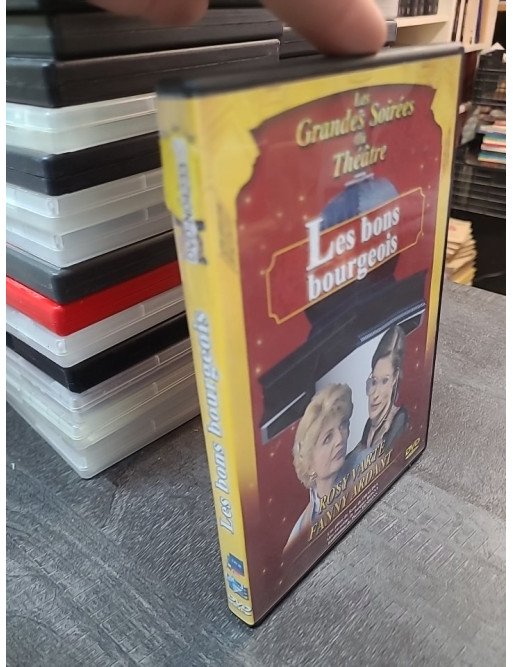 Les
Grandes Soirées
du
Théâtre
Les bons
bourgeois
ROSY VARTE
FANNY ARDANT
DVD
Les bons bourgeois